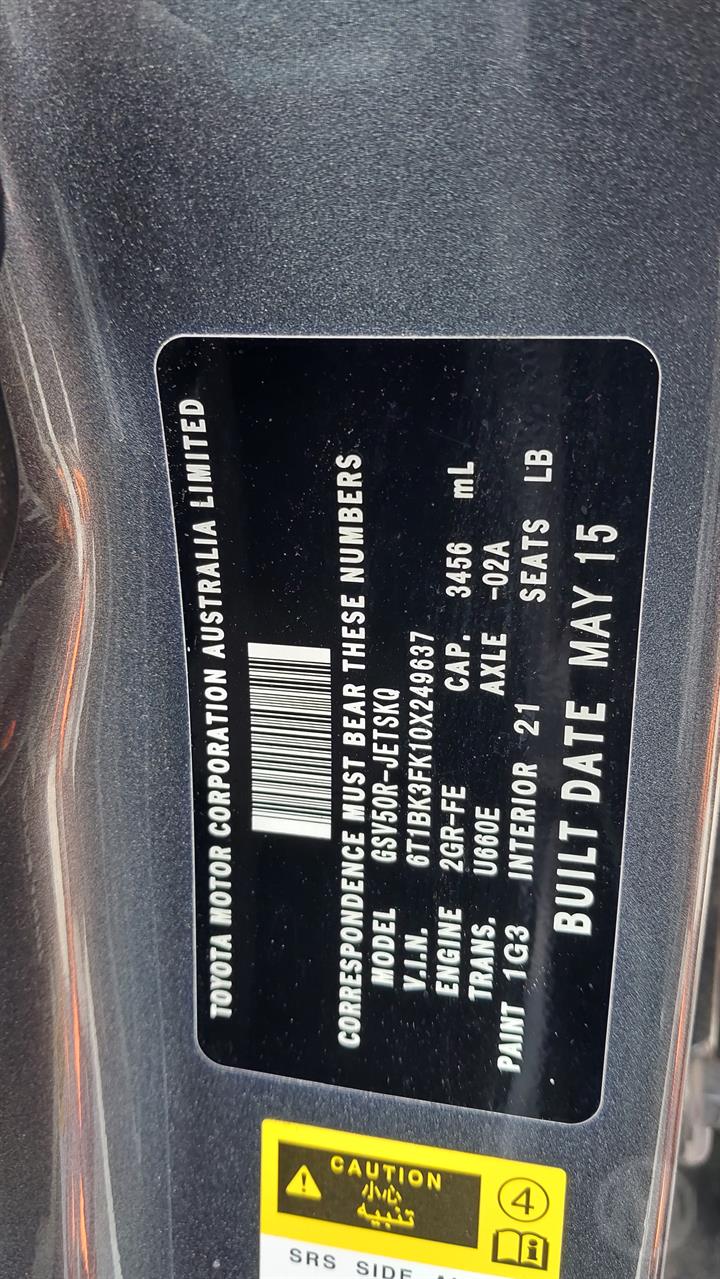 TOYOTA MOTOR CORPORATION AUSTRALIA LIMITED
CORRESPONDENCE MUST BEAR THESE NUMBERS
MODEL GSV50R-JETSKQ
V.I.N. 6T1BK3FK10X249637
ENGINE 2GR-FE CAP. 3456 mL
TRANS. U660E AXLE -02A
PAINT 1G3 INTERIOR 21 SEATS LB
BUILT DATE MAY 15
CAUTION
小心
تنبيه
4
SRS SIDE